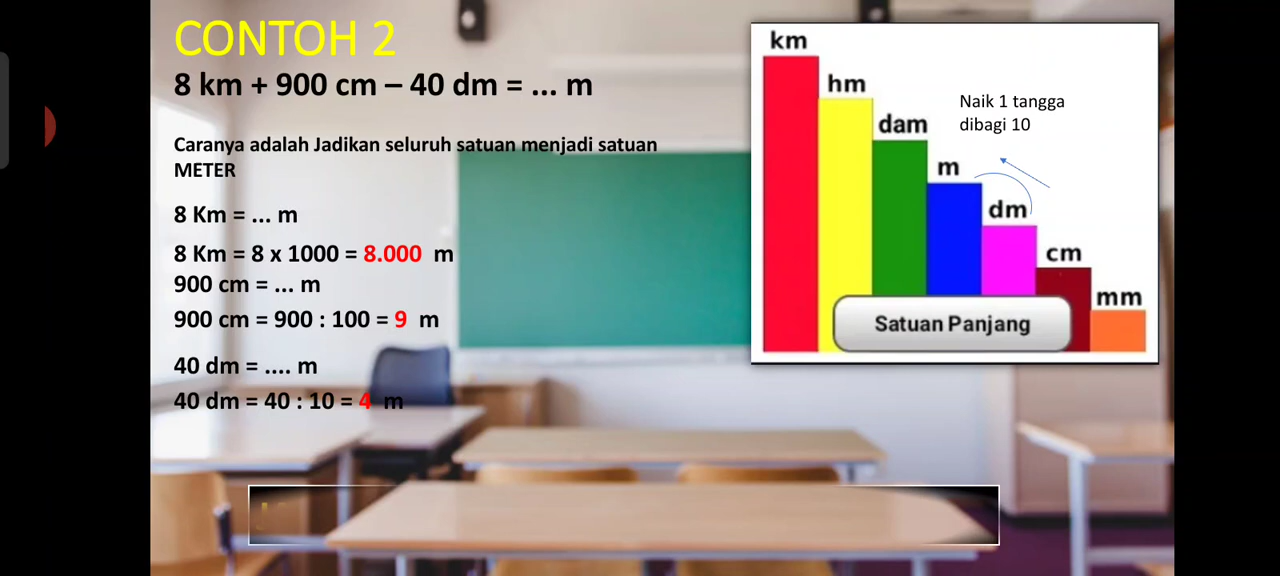 CONTOH 2
8 km + 900 cm – 40 dm = ... m
Caranya adalah Jadikan seluruh satuan menjadi satuan
METER
8 Km = ... m
8 Km = 8 x 1000 = 8.000 m
900 cm = ... m
900 cm = 900 : 100 = 9 m
40 dm = .... m
40 dm = 40 : 10 = 4 m
km
hm
dam
m
dm
cm
mm
Naik 1 tangga
dibagi 10
Satuan Panjang